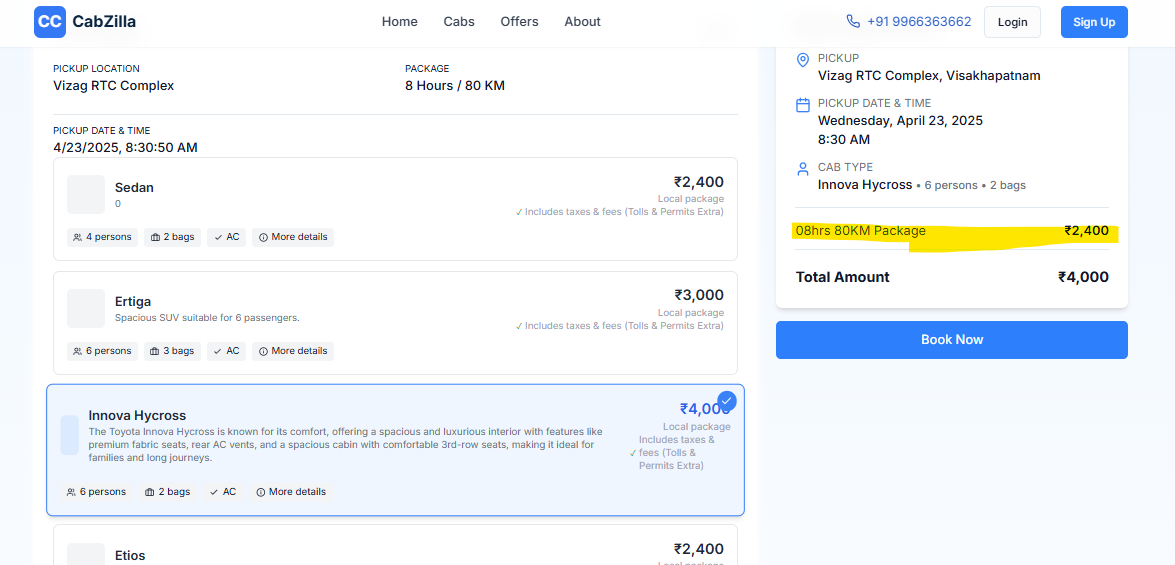 CC CabZilla
Home Cabs Offers About
+91 9966363662 Login Sign Up
PICKUP LOCATION
Vizag RTC Complex
PACKAGE
8 Hours / 80 KM
PICKUP DATE & TIME
4/23/2025, 8:30:50 AM
Sedan
0
₹2,400
Local package
✓ Includes taxes & fees (Tolls & Permits Extra)
4 persons 2 bags ✓ AC More details
Ertiga
Spacious SUV suitable for 6 passengers.
₹3,000
Local package
✓ Includes taxes & fees (Tolls & Permits Extra)
6 persons 3 bags ✓ AC More details
Innova Hycross
The Toyota Innova Hycross is known for its comfort, offering a spacious and luxurious interior with features like
premium fabric seats, rear AC vents, and a spacious cabin with comfortable 3rd-row seats, making it ideal for
families and long journeys.
₹4,000
Local package
Includes taxes &
✓ fees (Tolls &
Permits Extra)
6 persons 2 bags ✓ AC More details
Etios
₹2,400
Local package
PICKUP
Vizag RTC Complex, Visakhapatnam
PICKUP DATE & TIME
Wednesday, April 23, 2025
8:30 AM
CAB TYPE
Innova Hycross • 6 persons • 2 bags
08hrs 80KM Package ₹2,400
Total Amount ₹4,000
Book Now